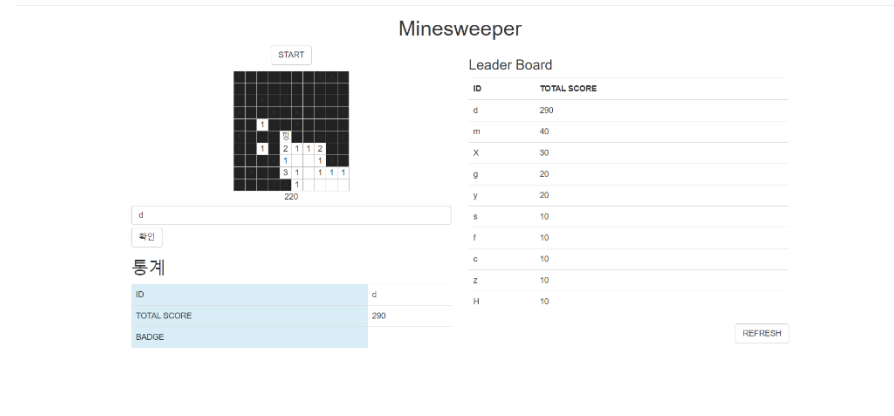 Minesweeper
START
1
1 2 1 1 2
1 1
3 1 1 1 1
1
220
d
확인
통계
ID d
TOTAL SCORE 290
BADGE
Leader Board
ID TOTAL SCORE
d 290
m 40
X 30
g 20
y 20
s 10
f 10
c 10
z 10
H 10
REFRESH